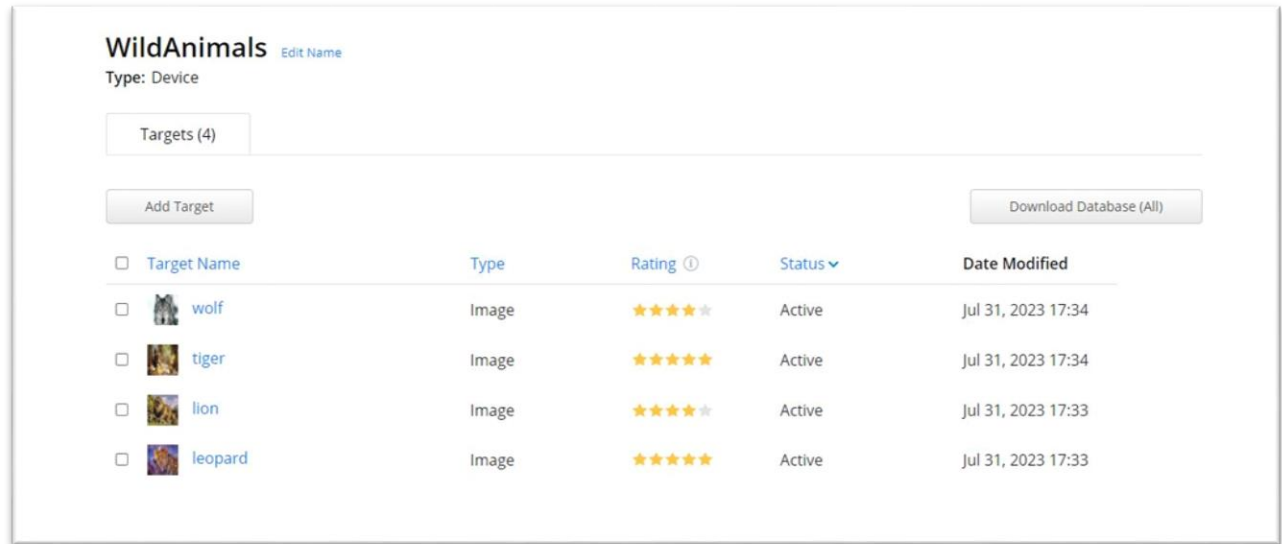 WildAnimals Edit Name
Type: Device
Targets (4)
Add Target Download Database (All)
Target Name Type Rating Status Date Modified
wolf Image Active Jul 31, 2023 17:34
tiger Image Active Jul 31, 2023 17:34
lion Image Active Jul 31, 2023 17:33
leopard Image Active Jul 31, 2023 17:33